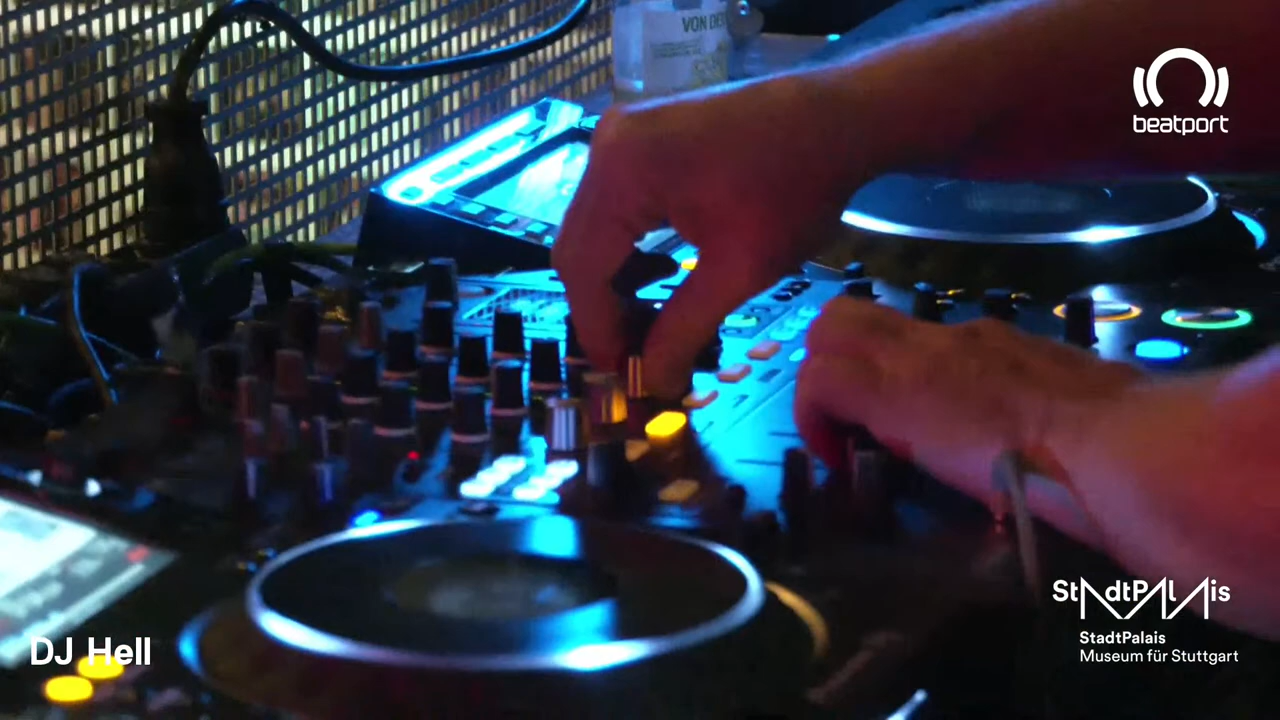 VON DE
beatport
StadtPALAis
StadtPalais
Museum für Stuttgart
DJ Hell